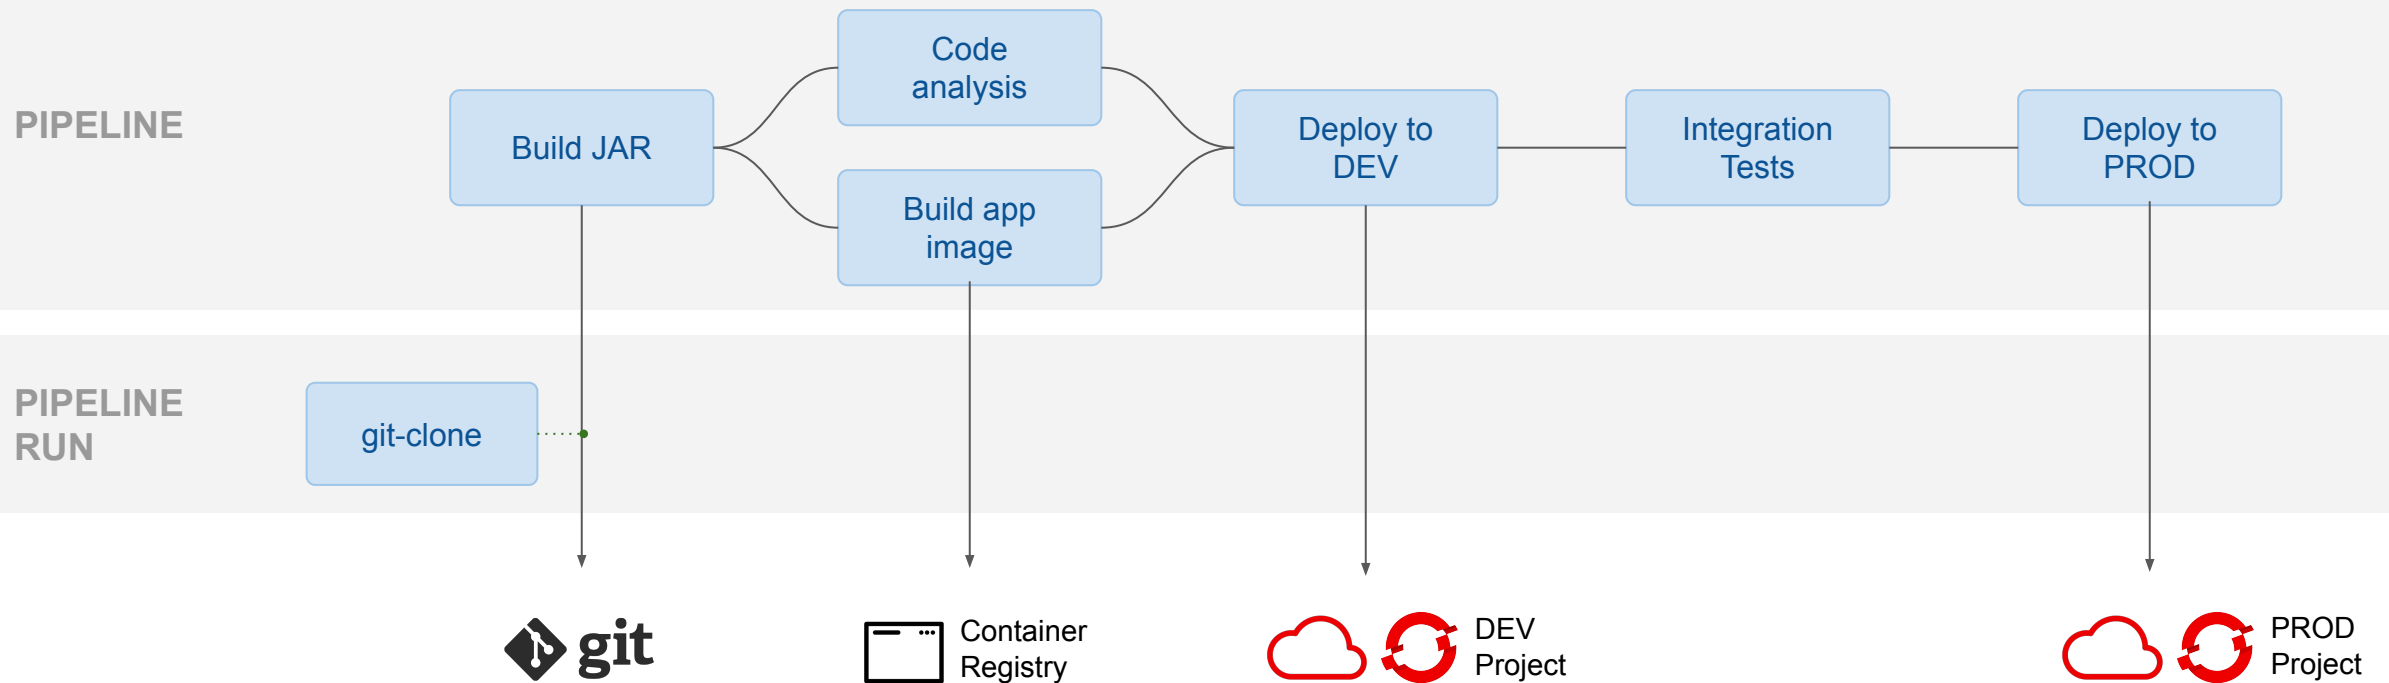 PIPELINE
Build JAR
Code
analysis
Build app
image
Deploy to
DEV
Integration
Tests
Deploy to
PROD
PIPELINE
RUN
git-clone
git
Container
Registry
DEV
Project
PROD
Project